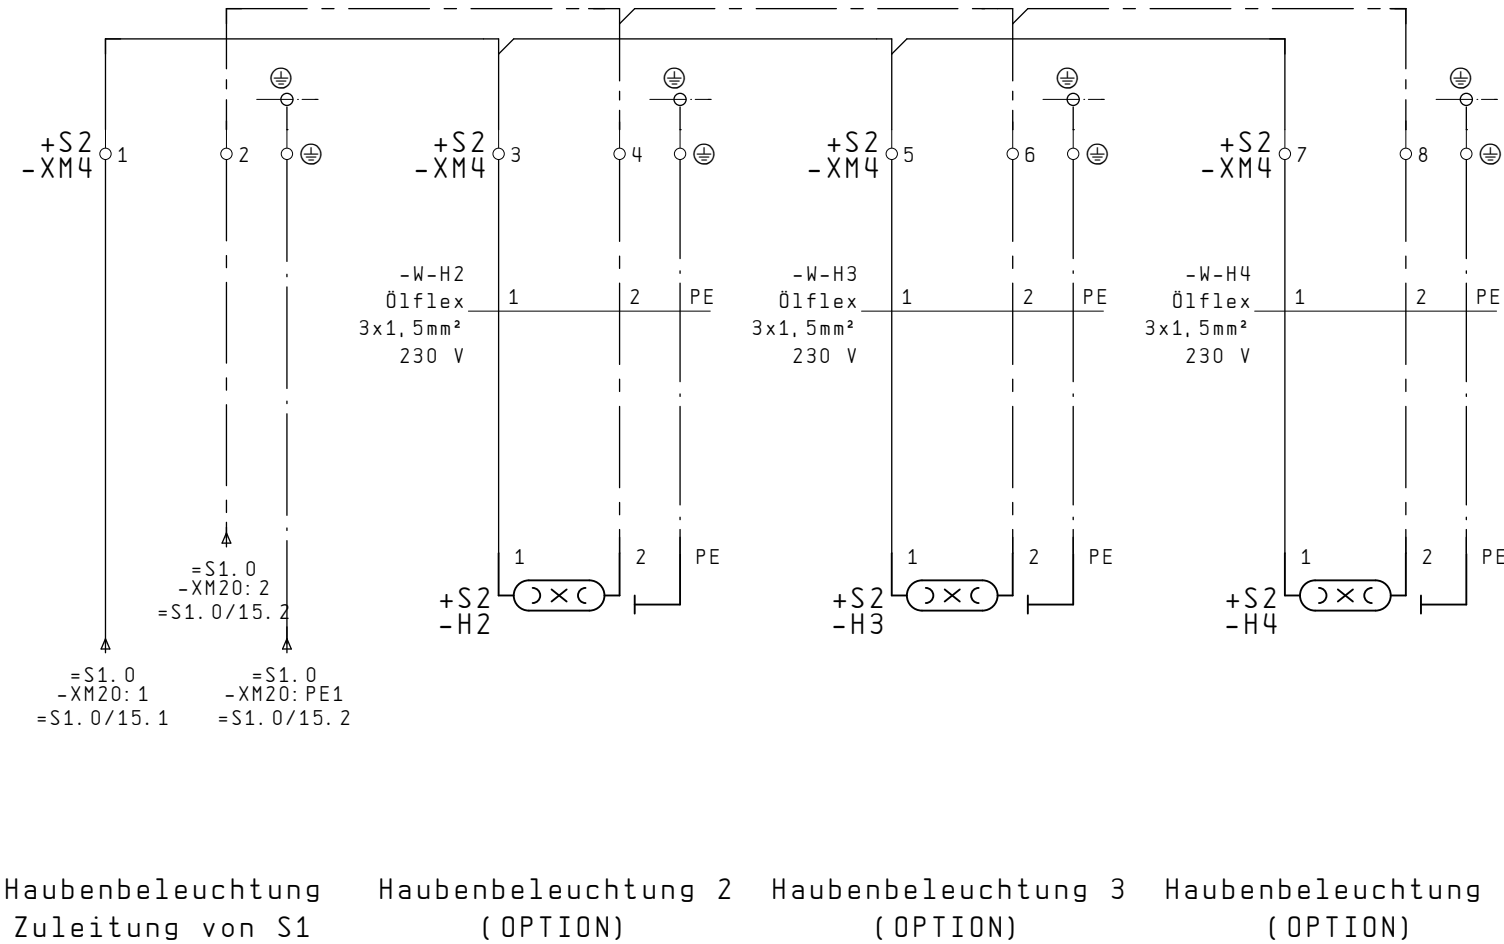 +S2
-XM4
1
2
+S2
-XM4
3
4
+S2
-XM4
5
6
+S2
-XM4
7
8
-W-H2
Ölflex
3x1,5mm²
230 V
1
2
PE
-W-H3
Ölflex
3x1,5mm²
230 V
1
2
PE
-W-H4
Ölflex
3x1,5mm²
230 V
1
2
PE
=S1.0
-XM20:2
=S1.0/15.2
1
2
PE
+S2
-H2
1
2
PE
+S2
-H3
1
2
PE
+S2
-H4
=S1.0
-XM20:1
=S1.0/15.1
=S1.0
-XM20:PE1
=S1.0/15.2
Haubenbeleuchtung
Zuleitung von S1
Haubenbeleuchtung 2
(OPTION)
Haubenbeleuchtung 3
(OPTION)
Haubenbeleuchtung
(OPTION)